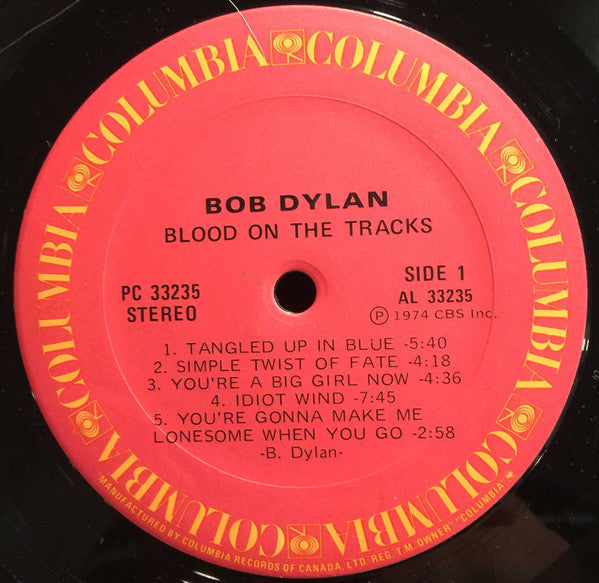 COLUMBIA COLUMBIA COLUMBIA COLUMBIA COLUMBIA COLUMBIA
BOB DYLAN
BLOOD ON THE TRACKS
PC 33235
STEREO
SIDE 1
AL 33235
Ⓟ 1974 CBS Inc.
1. TANGLED UP IN BLUE -5:40
2. SIMPLE TWIST OF FATE -4:18
3. YOU'RE A BIG GIRL NOW -4:36
4. IDIOT WIND -7:45
5. YOU'RE GONNA MAKE ME
LONESOME WHEN YOU GO -2:58
-B. Dylan-
MANUFACTURED BY COLUMBIA RECORDS OF CANADA, LTD. REG. T.M. OWNER "COLUMBIA"